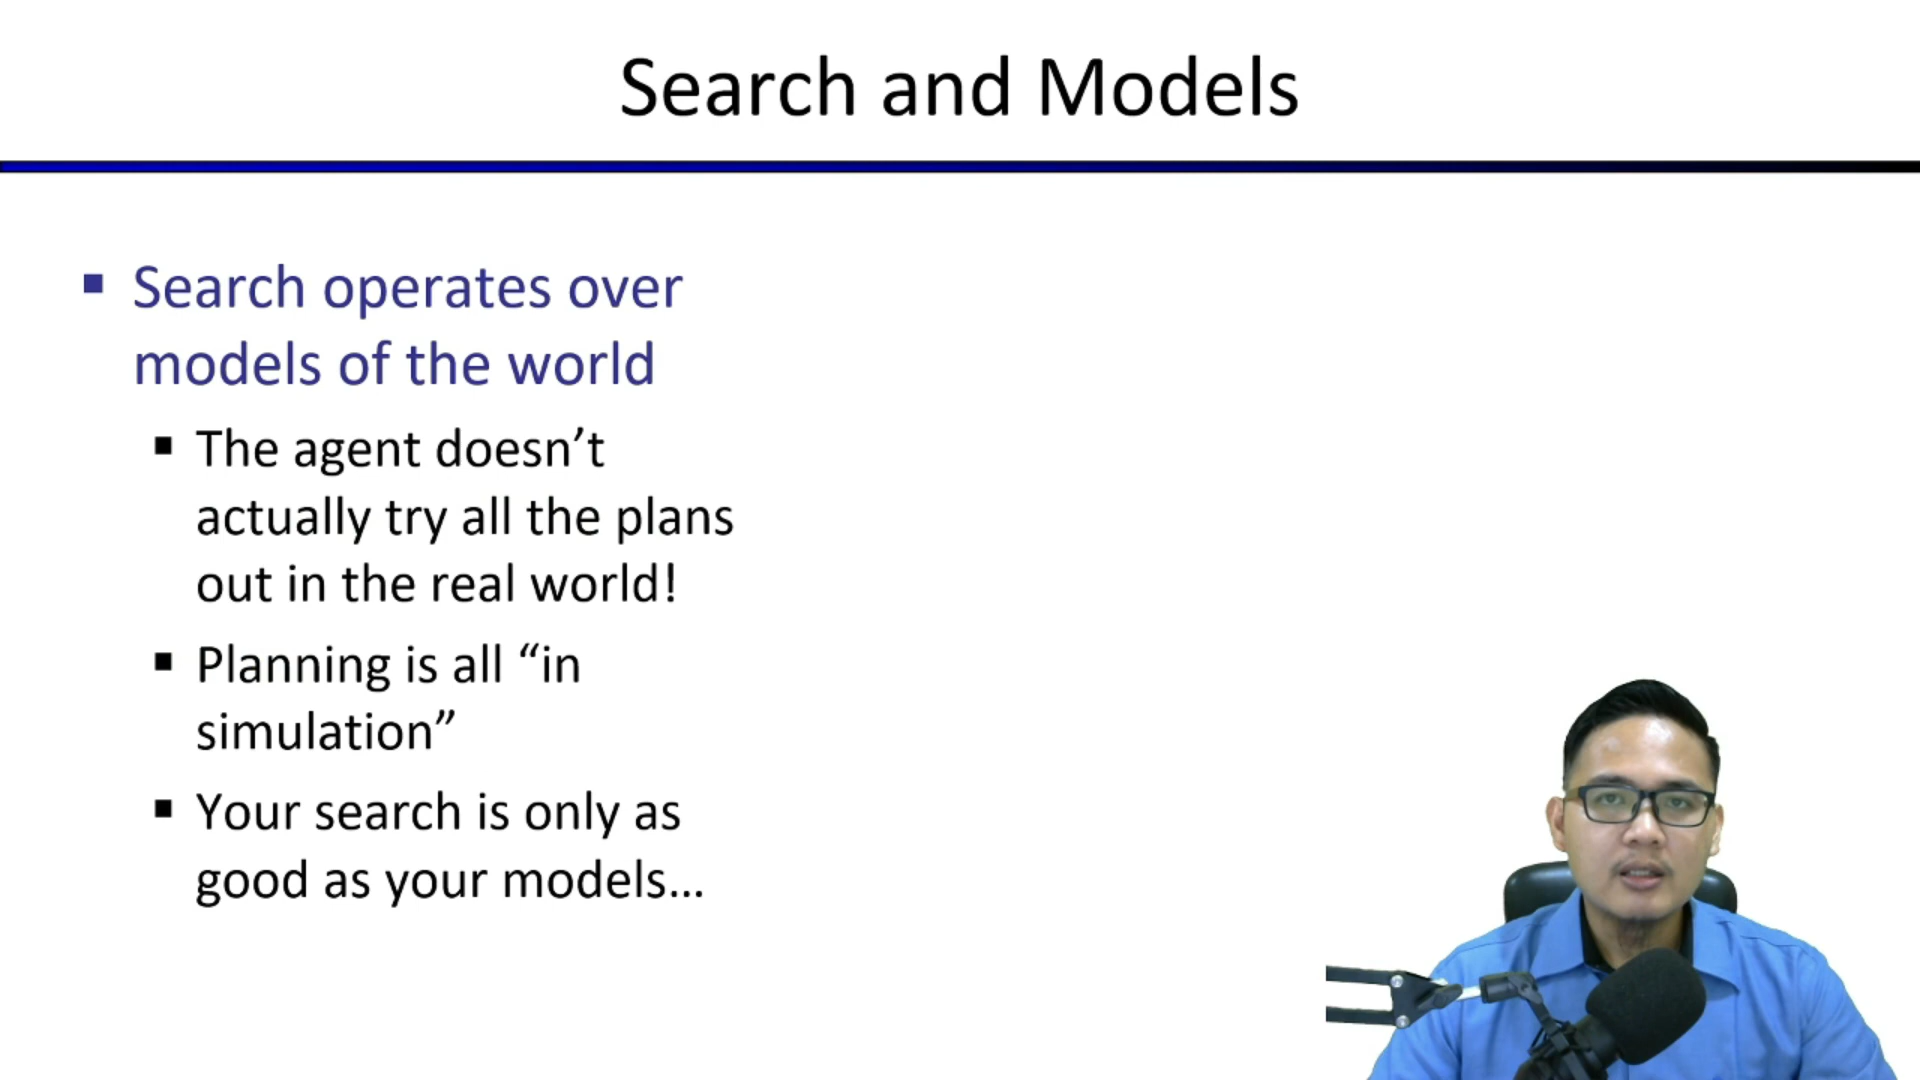 Search and Models
Search operates over
models of the world
The agent doesn’t
actually try all the plans
out in the real world!
Planning is all “in
simulation”
Your search is only as
good as your models…